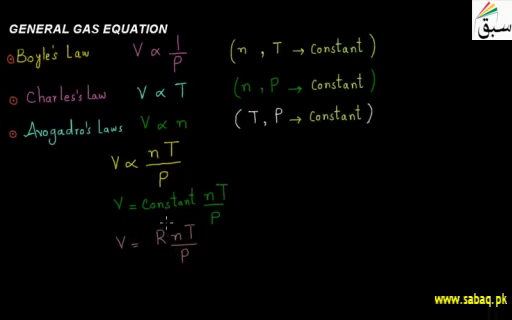 GENERAL GAS EQUATION
سبق
Boyle's Law V ∝ 1/P (n , T → Constant)
Charles's law V ∝ T (n , P → Constant)
Avogadro's laws V ∝ n (T , P → Constant)
V ∝ nT/P
V = Constant nT/P
V = R nT/P
www.sabaq.pk